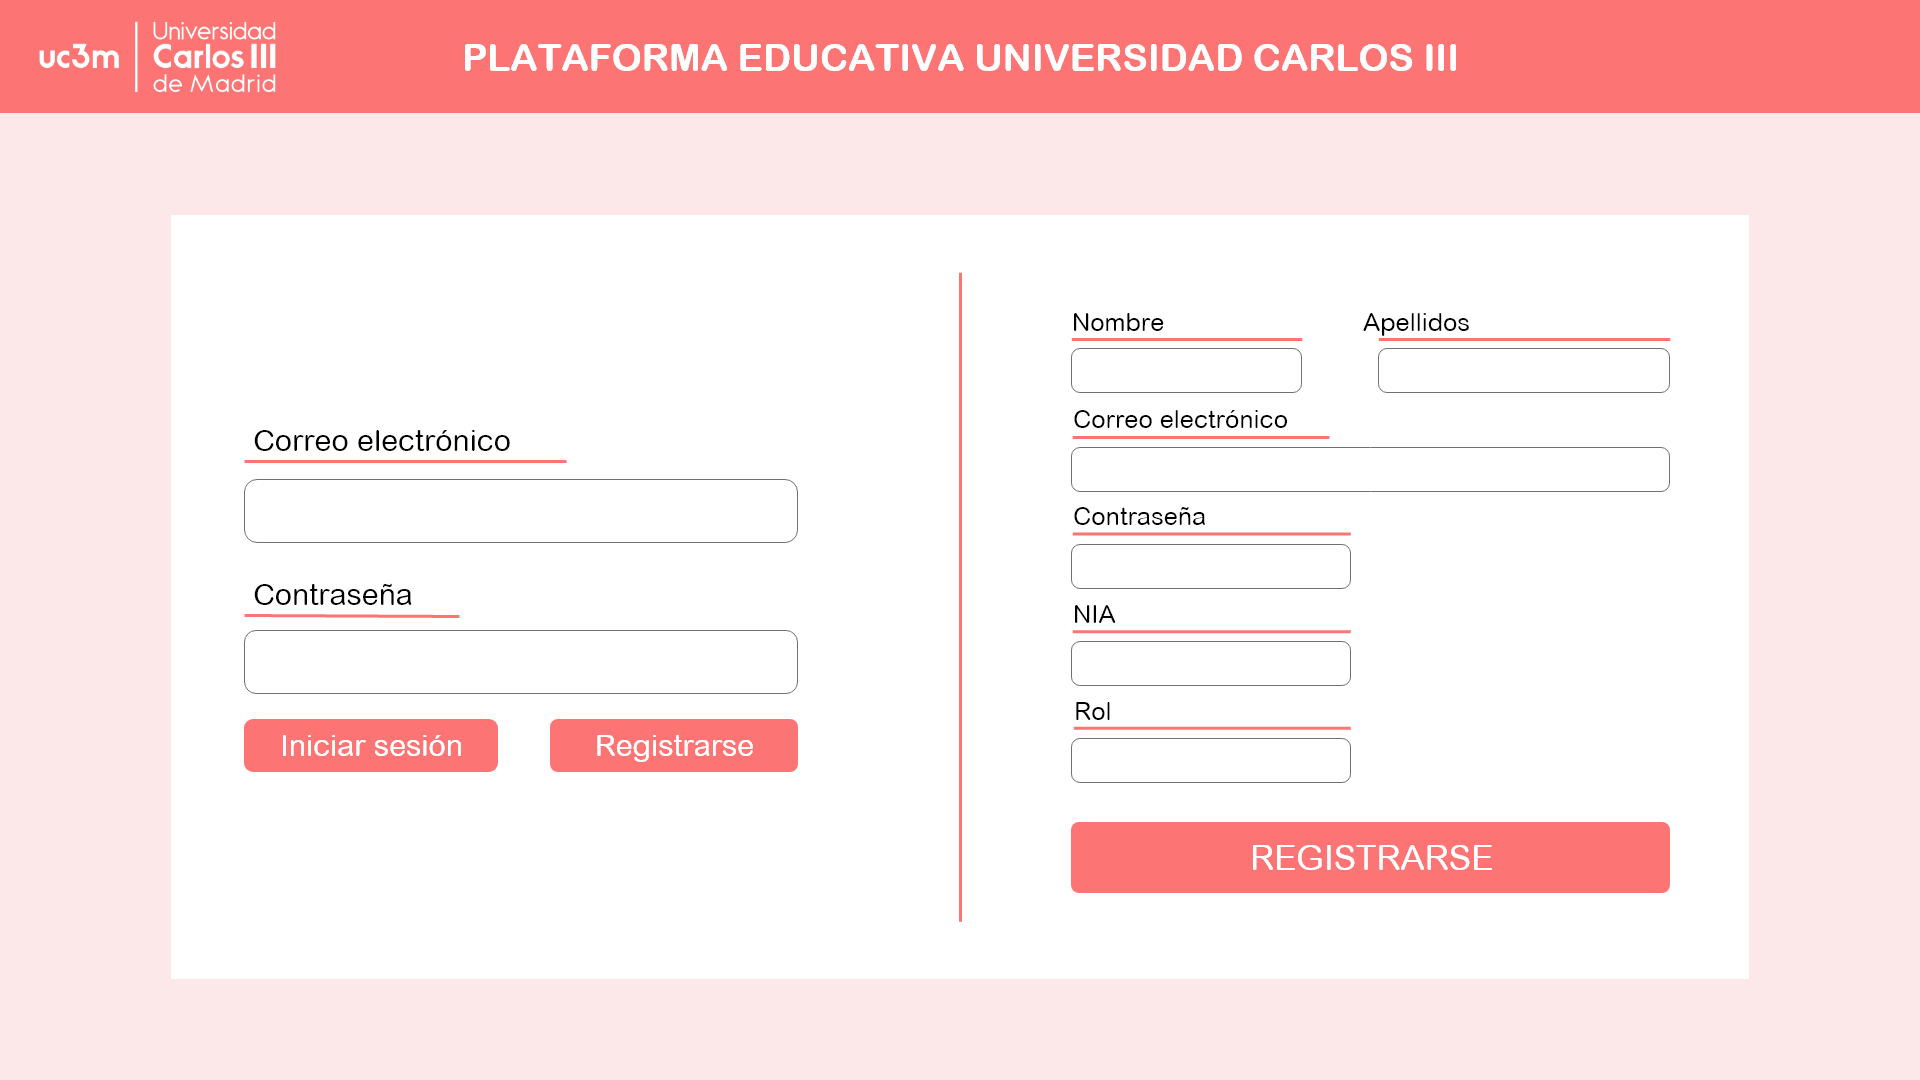 uc3m
Universidad
Carlos III
de Madrid
PLATAFORMA EDUCATIVA UNIVERSIDAD CARLOS III
Correo electrónico
Contraseña
Iniciar sesión
Registrarse
Nombre
Apellidos
Correo electrónico
Contraseña
NIA
Rol
REGISTRARSE